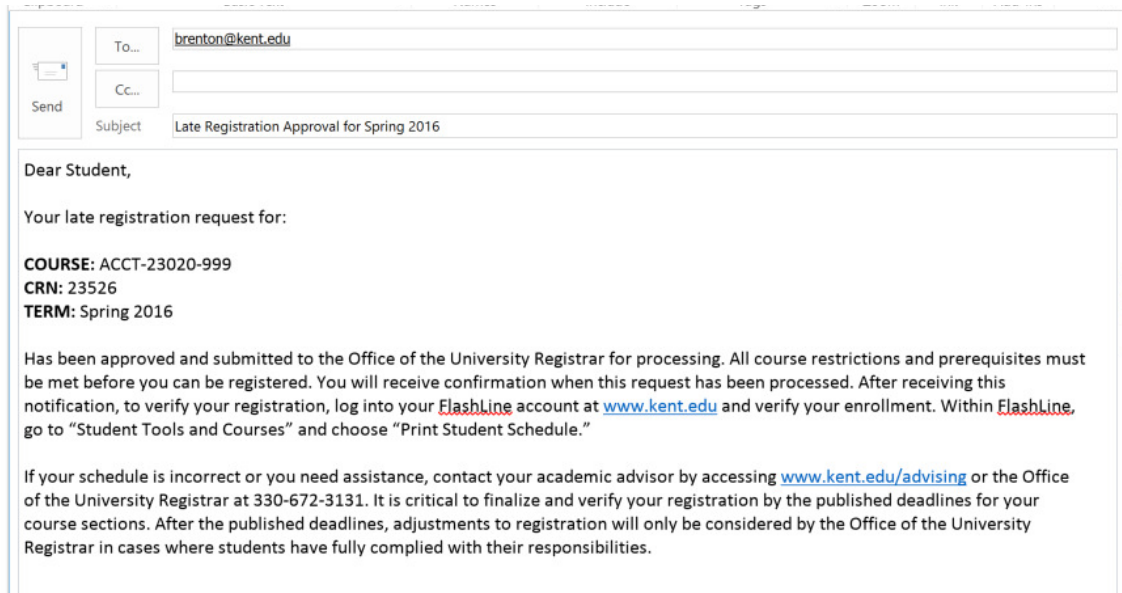 To...
brenton@kent.edu
Cc...
Send
Subject
Late Registration Approval for Spring 2016
Dear Student,
Your late registration request for:
COURSE: ACCT-23020-999
CRN: 23526
TERM: Spring 2016
Has been approved and submitted to the Office of the University Registrar for processing. All course restrictions and prerequisites must
be met before you can be registered. You will receive confirmation when this request has been processed. After receiving this
notification, to verify your registration, log into your FlashLine account at www.kent.edu and verify your enrollment. Within FlashLine,
go to “Student Tools and Courses” and choose “Print Student Schedule.”
If your schedule is incorrect or you need assistance, contact your academic advisor by accessing www.kent.edu/advising or the Office
of the University Registrar at 330-672-3131. It is critical to finalize and verify your registration by the published deadlines for your
course sections. After the published deadlines, adjustments to registration will only be considered by the Office of the University
Registrar in cases where students have fully complied with their responsibilities.